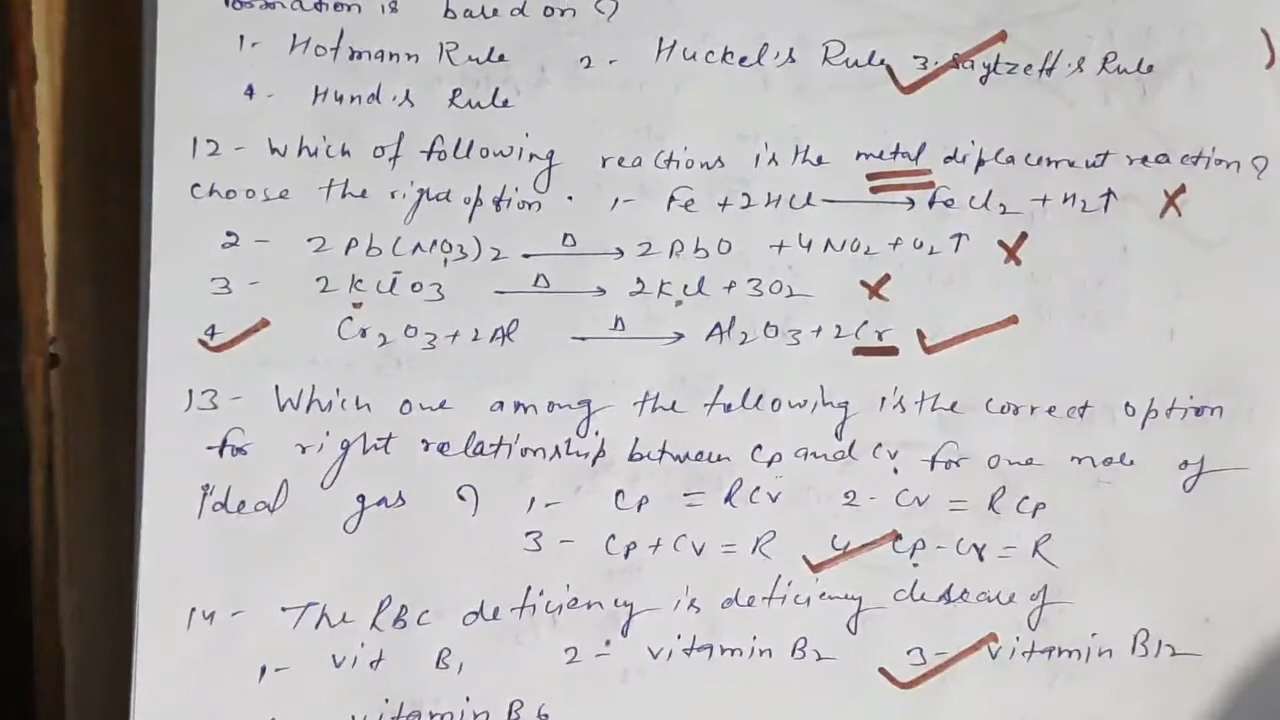 based on ?
1- Hofmann Rule 2- Huckel's Rule 3. Saytzeff's Rule
4- Hund's Rule
12- Which of following reactions is the metal diplacement reaction?
choose the right option. 1- Fe + 2HCl → FeCl2 + H2↑
2- 2Pb(NO3)2 Δ→ 2PbO + 4NO2 + O2↑
3- 2KClO3 Δ→ 2KCl + 3O2
4 Cr2O3 + 2Al Δ→ Al2O3 + 2Cr
13- Which one among the following is the correct option
for right relationship between Cp and Cv for one mole of
ideal gas ? 1- Cp = RCv 2- Cv = RCp
3- Cp + Cv = R 4- Cp - Cv = R
14- The RBC deficiency is deficiency disease of
1- vit B1 2- vitamin B2 3- vitamin B12
vitamin B6